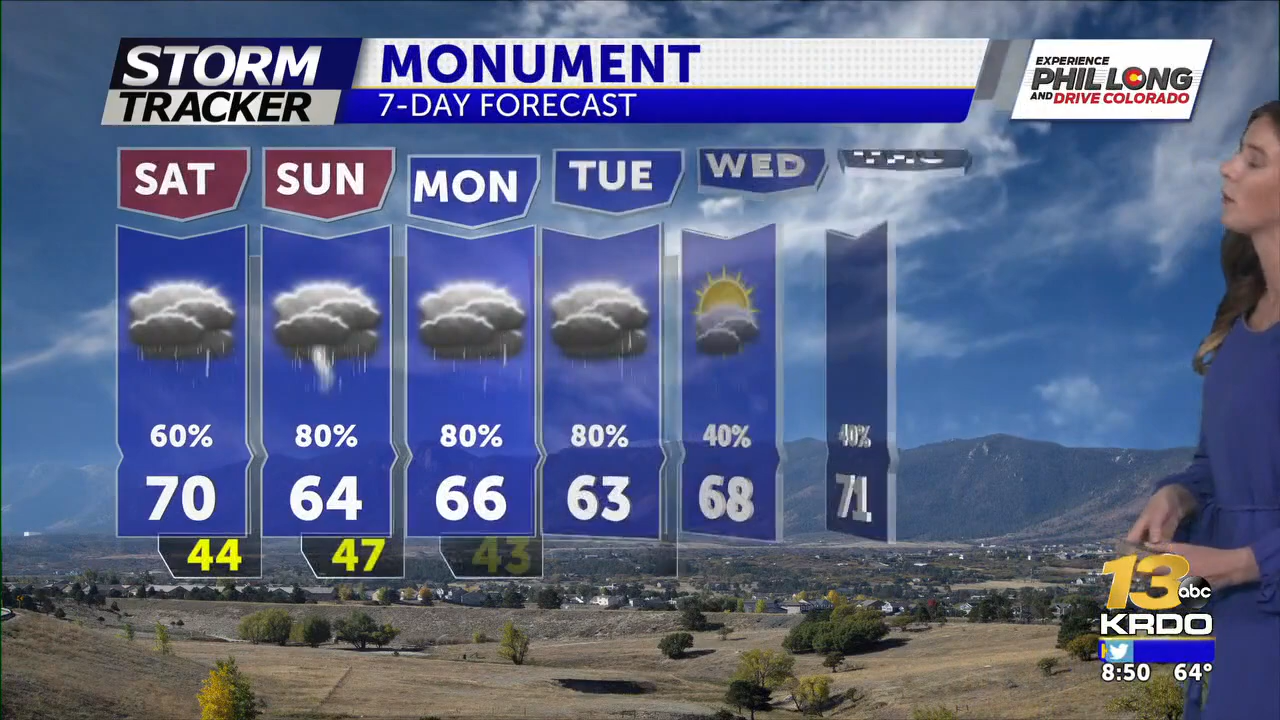 STORM
TRACKER
MONUMENT
7-DAY FORECAST
EXPERIENCE
PHIL LONG
AND DRIVE COLORADO
SAT SUN MON TUE WED THU
60% 80% 80% 80% 40% 40%
70 64 66 63 68 71
44 47 43
13 abc
KRDO
8:50 64°